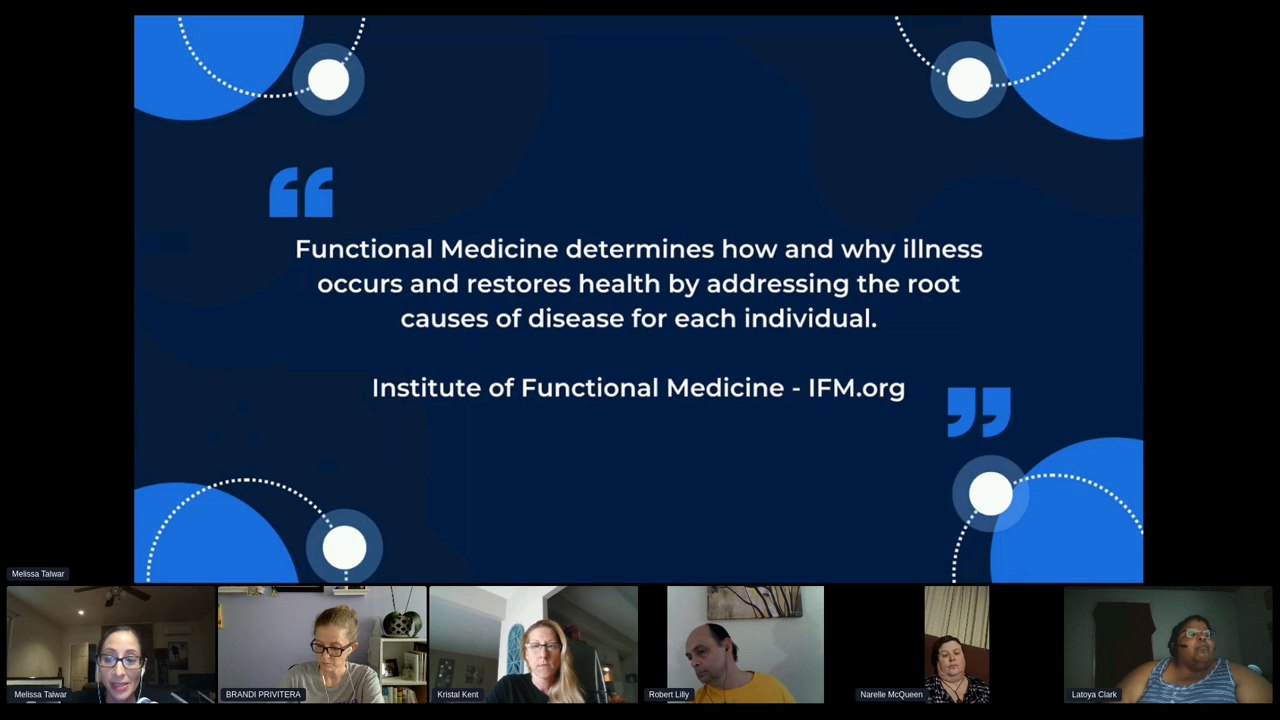 “
Functional Medicine determines how and why illness
occurs and restores health by addressing the root
causes of disease for each individual.
Institute of Functional Medicine - IFM.org
”
Melissa Talwar
Melissa Talwar
BRANDI PRIVITERA
Kristal Kent
Robert Lilly
Narelle McQueen
Latoya Clark